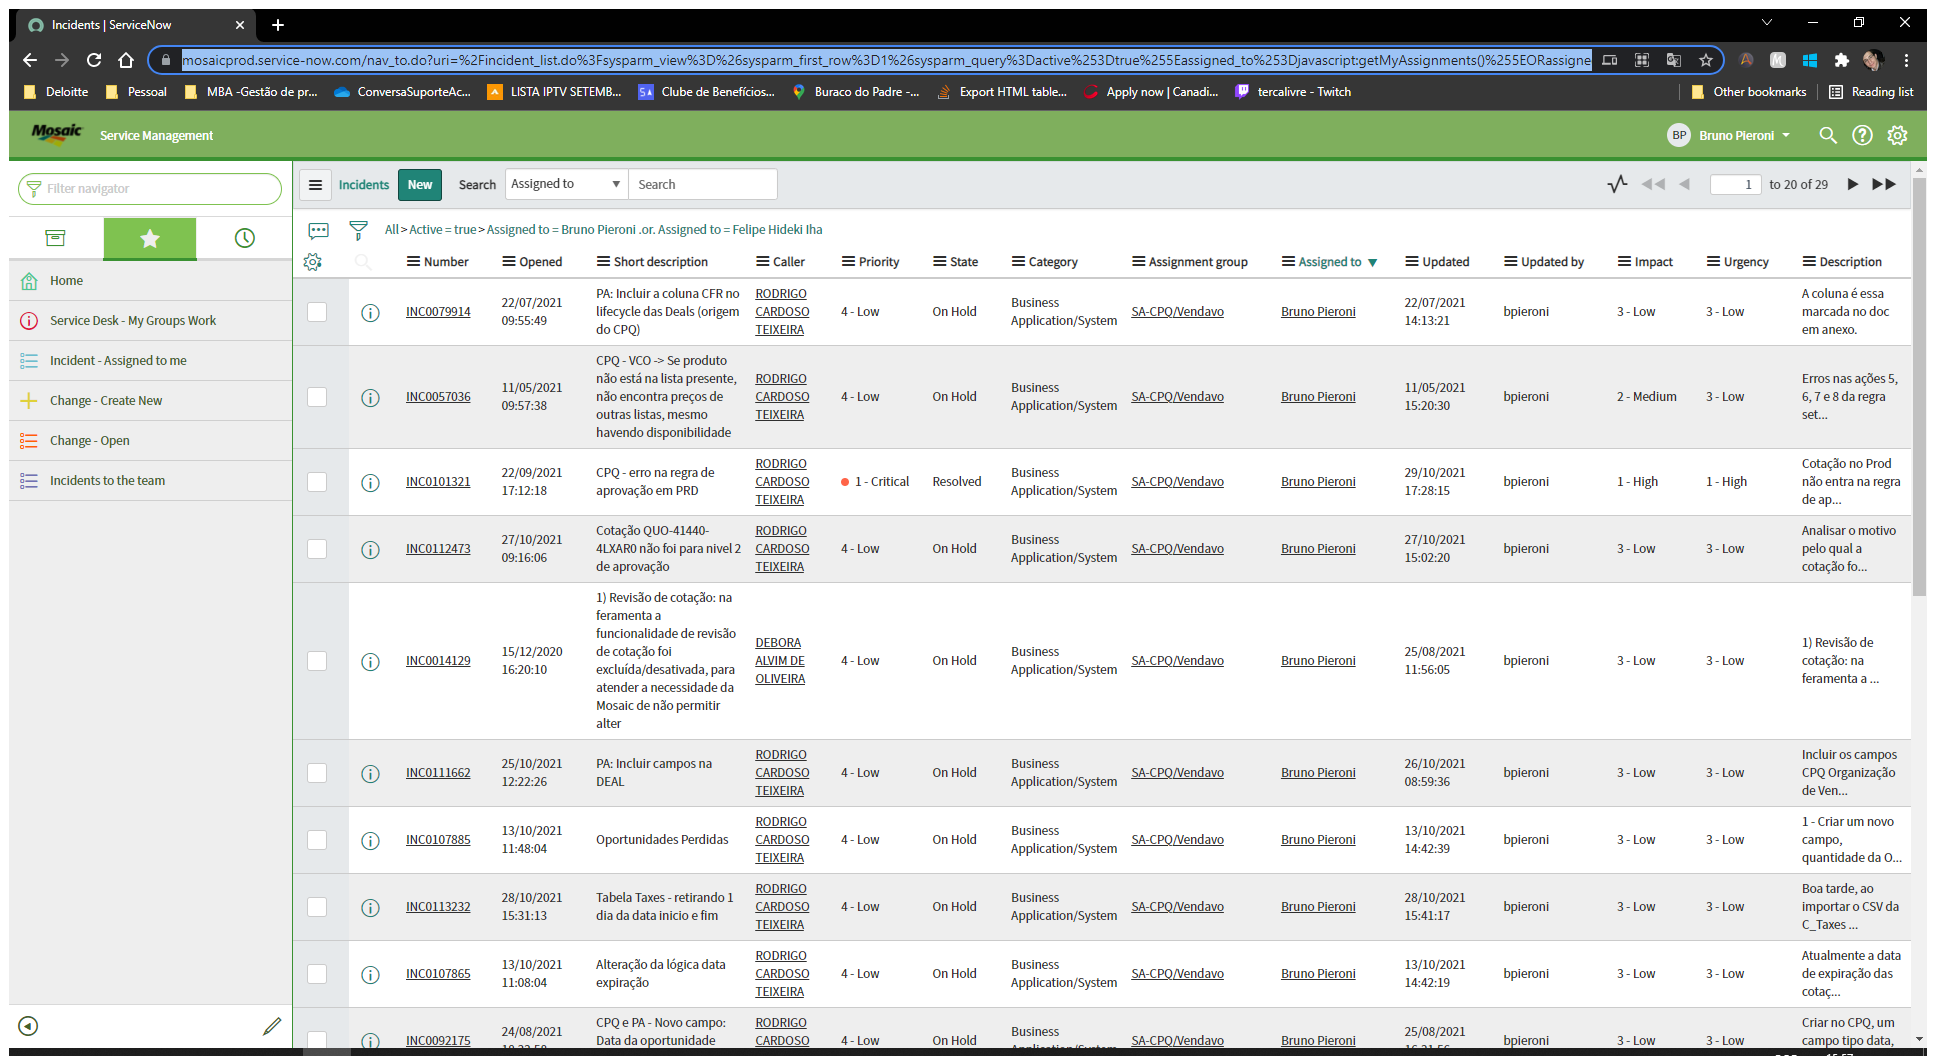 Incidents | ServiceNow
mosaicprod.service-now.com/nav_to.do?uri=%2Fincident_list.do%3Fsysparm_view%3D%26sysparm_first_row%3D1%26sysparm_query%3Dactive%253Dtrue%255Eassigned_to%253Djavascript:getMyAssignments()%255EORassigne
Deloitte Pessoal MBA -Gestão de pr... ConversaSuporteAc... LISTA IPTV SETEMB... Clube de Benefícios... Buraco do Padre -... Export HTML table... Apply now | Canadi... tercalivre - Twitch Other bookmarks Reading list
Mosaic Service Management BP Bruno Pieroni
Filter navigator
Home
Service Desk - My Groups Work
Incident - Assigned to me
Change - Create New
Change - Open
Incidents to the team
Incidents New Search Assigned to Search 1 to 20 of 29
All > Active = true > Assigned to = Bruno Pieroni .or. Assigned to = Felipe Hideki Iha
Number Opened Short description Caller Priority State Category Assignment group Assigned to Updated Updated by Impact Urgency Description
INC0079914 22/07/2021 09:55:49 PA: Incluir a coluna CFR no lifecycle das Deals (origem do CPQ) RODRIGO CARDOSO TEIXEIRA 4 - Low On Hold Business Application/System SA-CPQ/Vendavo Bruno Pieroni 22/07/2021 14:13:21 bpieroni 3 - Low 3 - Low A coluna é essa marcada no doc em anexo.
INC0057036 11/05/2021 09:57:38 CPQ - VCO -> Se produto não está na lista presente, não encontra preços de outras listas, mesmo havendo disponibilidade RODRIGO CARDOSO TEIXEIRA 4 - Low On Hold Business Application/System SA-CPQ/Vendavo Bruno Pieroni 11/05/2021 15:20:30 bpieroni 2 - Medium 3 - Low Erros nas ações 5, 6, 7 e 8 da regra set...
INC0101321 22/09/2021 17:12:18 CPQ - erro na regra de aprovação em PRD RODRIGO CARDOSO TEIXEIRA 1 - Critical Resolved Business Application/System SA-CPQ/Vendavo Bruno Pieroni 29/10/2021 17:28:15 bpieroni 1 - High 1 - High Cotação no Prod não entra na regra de ap...
INC0112473 27/10/2021 09:16:06 Cotação QUO-41440-4LXAR0 não foi para nivel 2 de aprovação RODRIGO CARDOSO TEIXEIRA 4 - Low On Hold Business Application/System SA-CPQ/Vendavo Bruno Pieroni 27/10/2021 15:02:20 bpieroni 3 - Low 3 - Low Analisar o motivo pelo qual a cotação fo...
INC0014129 15/12/2020 16:20:10 1) Revisão de cotação: na feramenta a funcionalidade de revisão de cotação foi excluída/desativada, para atender a necessidade da Mosaic de não permitir alter DEBORA ALVIM DE OLIVEIRA 4 - Low On Hold Business Application/System SA-CPQ/Vendavo Bruno Pieroni 25/08/2021 11:56:05 bpieroni 3 - Low 3 - Low 1) Revisão de cotação: na feramenta a ...
INC0111662 25/10/2021 12:22:26 PA: Incluir campos na DEAL RODRIGO CARDOSO TEIXEIRA 4 - Low On Hold Business Application/System SA-CPQ/Vendavo Bruno Pieroni 26/10/2021 08:59:36 bpieroni 3 - Low 3 - Low Incluir os campos CPQ Organização de Ven...
INC0107885 13/10/2021 11:48:04 Oportunidades Perdidas RODRIGO CARDOSO TEIXEIRA 4 - Low On Hold Business Application/System SA-CPQ/Vendavo Bruno Pieroni 13/10/2021 14:42:39 bpieroni 3 - Low 3 - Low 1 - Criar um novo campo, quantidade da O...
INC0113232 28/10/2021 15:31:13 Tabela Taxes - retirando 1 dia da data inicio e fim RODRIGO CARDOSO TEIXEIRA 4 - Low On Hold Business Application/System SA-CPQ/Vendavo Bruno Pieroni 28/10/2021 15:41:17 bpieroni 3 - Low 3 - Low Boa tarde, ao importar o CSV da C_Taxes ...
INC0107865 13/10/2021 11:08:04 Alteração da lógica data expiração RODRIGO CARDOSO TEIXEIRA 4 - Low On Hold Business Application/System SA-CPQ/Vendavo Bruno Pieroni 13/10/2021 14:42:19 bpieroni 3 - Low 3 - Low Atualmente a data de expiração das cotaç...
INC0092175 24/08/2021 CPQ e PA - Novo campo: Data da oportunidade RODRIGO CARDOSO 4 - Low On Hold Business SA-CPQ/Vendavo Bruno Pieroni 25/08/2021 bpieroni 3 - Low 3 - Low Criar no CPQ, um campo tipo data,